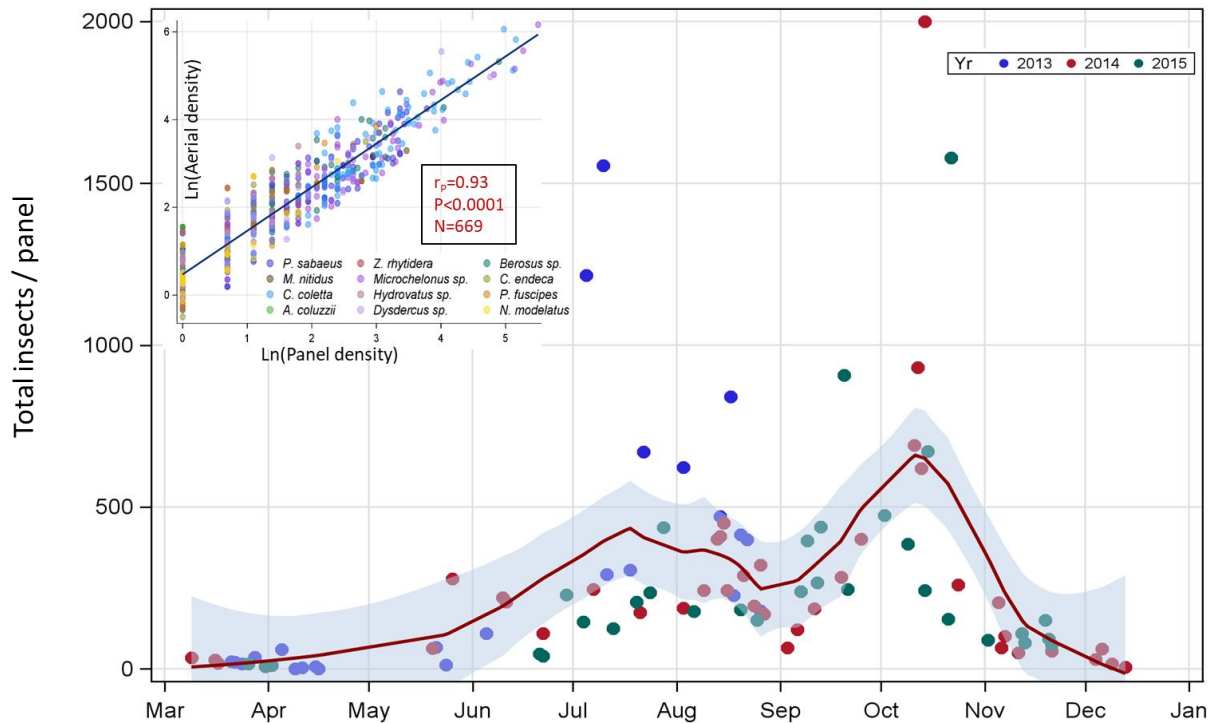 2000
1500
1000
500
0
Total insects / panel
Mar Apr May Jun Jul Aug Sep Oct Nov Dec Jan
Yr 2013 2014 2015
6
4
2
0
Ln(Aerial density)
rP=0.93
P<0.0001
N=669
P. sabaeus Z. rhytidera Berosus sp.
M. nitidus Microchelonus sp. C. endeca
C. coletta Hydrovatus sp. P. fuscipes
A. coluzzii Dysdercus sp. N. modelatus
0 1 2 3 4 5
Ln(Panel density)